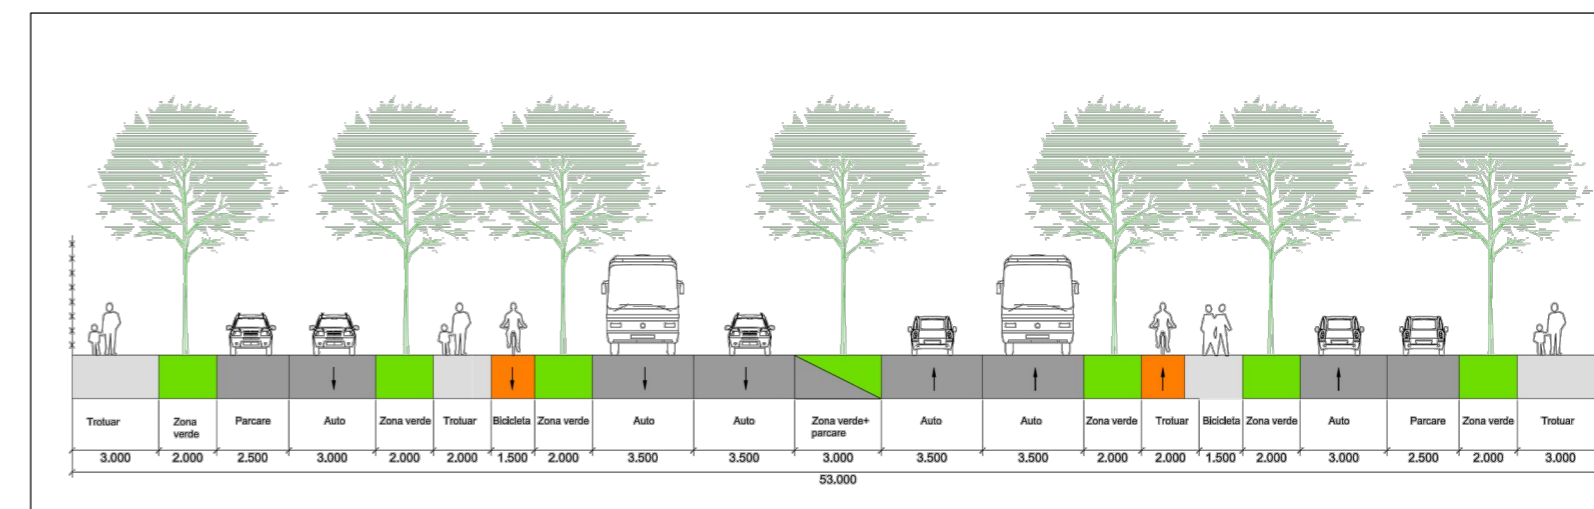 Trotuar
Zona
verde
Parcare
Auto
Zona verde
Trotuar
Bicicleta
Zona verde
Auto
Auto
Zona verde+
parcare
Auto
Auto
Zona verde
Trotuar
Bicicleta
Zona verde
Auto
Parcare
Zona verde
Trotuar
3.000
2.000
2.500
3.000
2.000
2.000
1.500
2.000
3.500
3.500
3.000
3.500
3.500
2.000
2.000
1.500
2.000
3.000
2.500
2.000
3.000
53.000